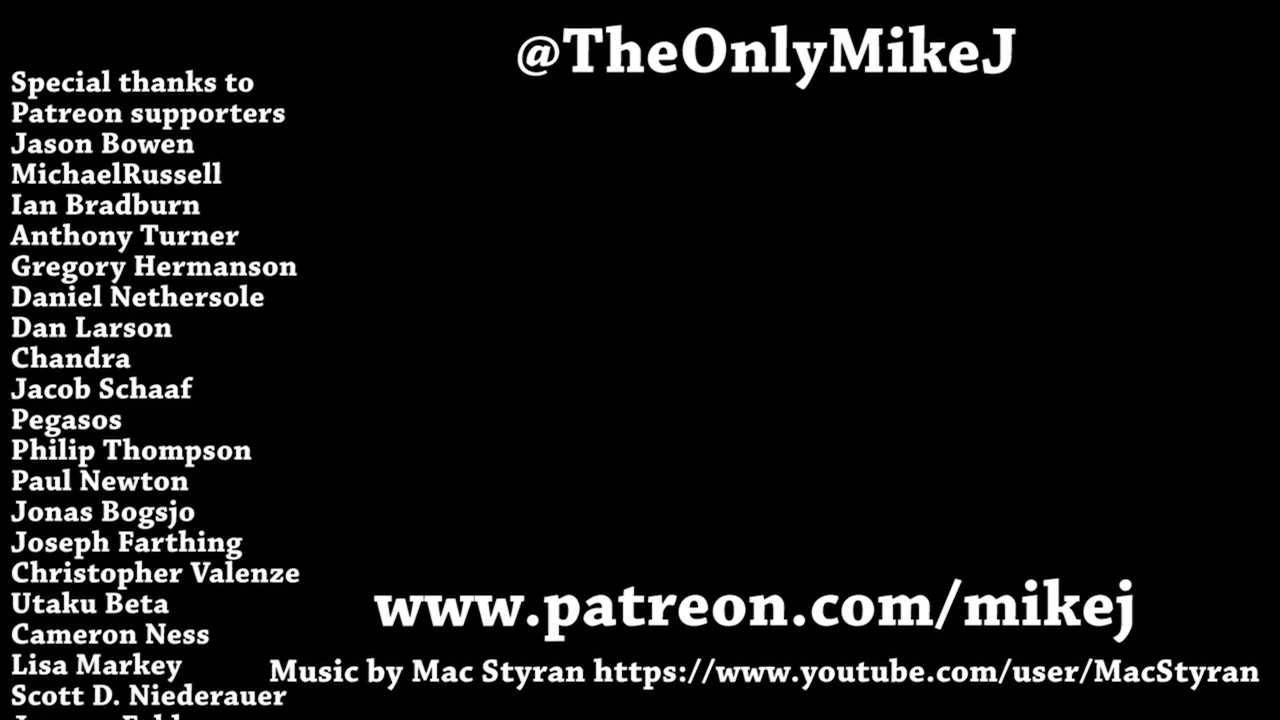 @TheOnlyMikeJ
Special thanks to
Patreon supporters
Jason Bowen
MichaelRussell
Ian Bradburn
Anthony Turner
Gregory Hermanson
Daniel Nethersole
Dan Larson
Chandra
Jacob Schaaf
Pegasos
Philip Thompson
Paul Newton
Jonas Bogsjo
Joseph Farthing
Christopher Valenze
Utaku Beta
Cameron Ness
Lisa Markey
Scott D. Niederauer
www.patreon.com/mikej
Music by Mac Styran https://www.youtube.com/user/MacStyran